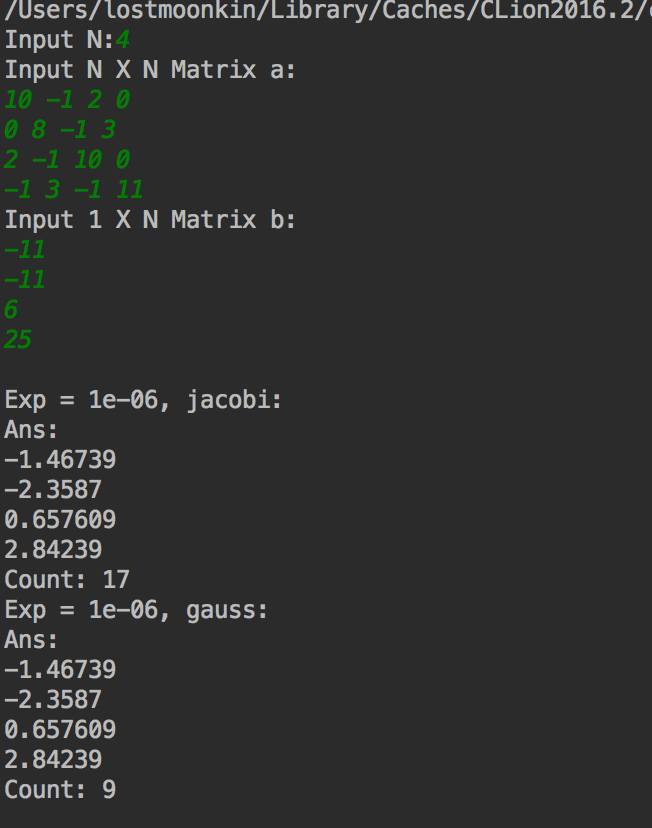 /Users/lostmoonkin/Library/Caches/CLion2016.2/
Input N:4
Input N X N Matrix a:
10 −1 2 0
0 8 −1 3
2 −1 10 0
−1 3 −1 11
Input 1 X N Matrix b:
−11
−11
6
25
Exp = 1e−06, jacobi:
Ans:
−1.46739
−2.3587
0.657609
2.84239
Count: 17
Exp = 1e−06, gauss:
Ans:
−1.46739
−2.3587
0.657609
2.84239
Count: 9